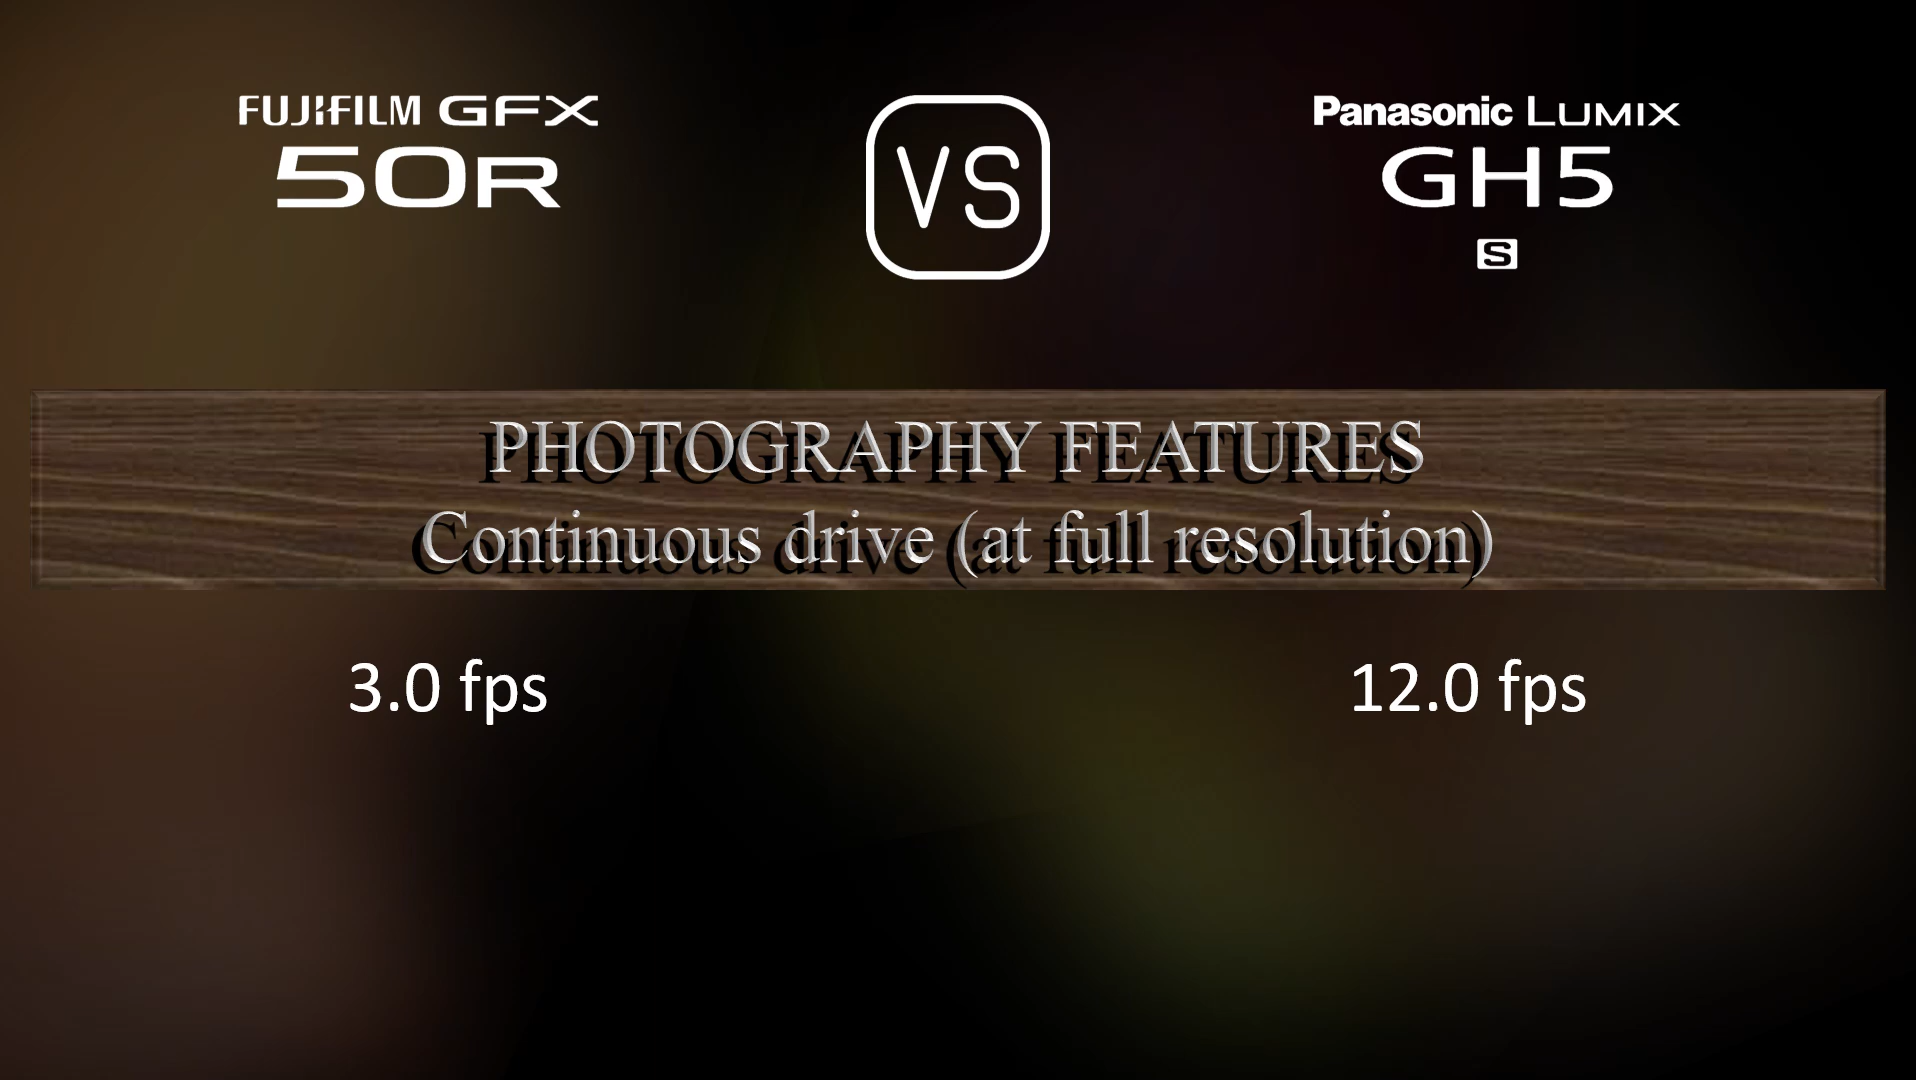 FUJIFILM GFX
50R
VS
Panasonic LUMIX
GH5
S
PHOTOGRAPHY FEATURES
Continuous drive (at full resolution)
3.0 fps
12.0 fps